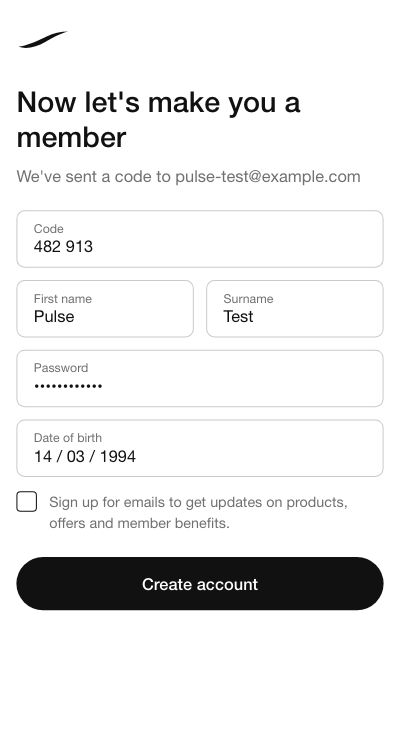 Now let's make you a
member
We've sent a code to pulse-test@example.com
Code
482 913
First name
Pulse
Surname
Test
Password
••••••••••••
Date of birth
14 / 03 / 1994
Sign up for emails to get updates on products,
offers and member benefits.
Create account